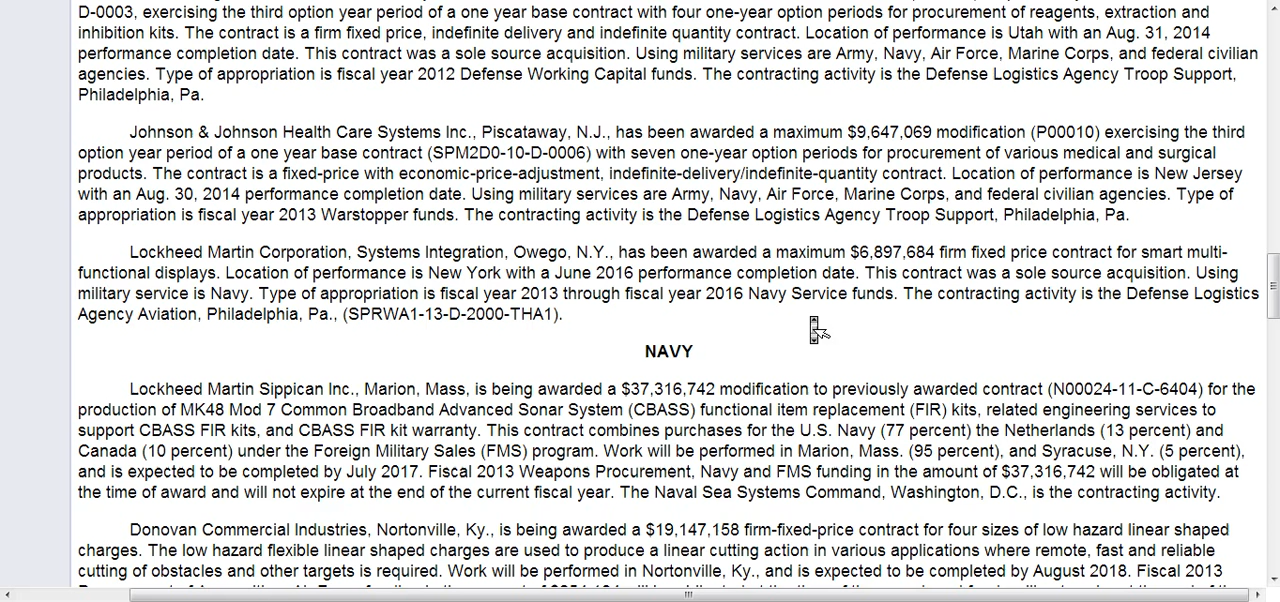 D-0003, exercising the third option year period of a one year base contract with four one-year option periods for procurement of reagents, extraction and
inhibition kits. The contract is a firm fixed price, indefinite delivery and indefinite quantity contract. Location of performance is Utah with an Aug. 31, 2014
performance completion date. This contract was a sole source acquisition. Using military services are Army, Navy, Air Force, Marine Corps, and federal civilian
agencies. Type of appropriation is fiscal year 2012 Defense Working Capital funds. The contracting activity is the Defense Logistics Agency Troop Support,
Philadelphia, Pa.
Johnson & Johnson Health Care Systems Inc., Piscataway, N.J., has been awarded a maximum $9,647,069 modification (P00010) exercising the third
option year period of a one year base contract (SPM2D0-10-D-0006) with seven one-year option periods for procurement of various medical and surgical
products. The contract is a fixed-price with economic-price-adjustment, indefinite-delivery/indefinite-quantity contract. Location of performance is New Jersey
with an Aug. 30, 2014 performance completion date. Using military services are Army, Navy, Air Force, Marine Corps, and federal civilian agencies. Type of
appropriation is fiscal year 2013 Warstopper funds. The contracting activity is the Defense Logistics Agency Troop Support, Philadelphia, Pa.
Lockheed Martin Corporation, Systems Integration, Owego, N.Y., has been awarded a maximum $6,897,684 firm fixed price contract for smart multi-
functional displays. Location of performance is New York with a June 2016 performance completion date. This contract was a sole source acquisition. Using
military service is Navy. Type of appropriation is fiscal year 2013 through fiscal year 2016 Navy Service funds. The contracting activity is the Defense Logistics
Agency Aviation, Philadelphia, Pa., (SPRWA1-13-D-2000-THA1).
NAVY
Lockheed Martin Sippican Inc., Marion, Mass, is being awarded a $37,316,742 modification to previously awarded contract (N00024-11-C-6404) for the
production of MK48 Mod 7 Common Broadband Advanced Sonar System (CBASS) functional item replacement (FIR) kits, related engineering services to
support CBASS FIR kits, and CBASS FIR kit warranty. This contract combines purchases for the U.S. Navy (77 percent) the Netherlands (13 percent) and
Canada (10 percent) under the Foreign Military Sales (FMS) program. Work will be performed in Marion, Mass. (95 percent), and Syracuse, N.Y. (5 percent),
and is expected to be completed by July 2017. Fiscal 2013 Weapons Procurement, Navy and FMS funding in the amount of $37,316,742 will be obligated at
the time of award and will not expire at the end of the current fiscal year. The Naval Sea Systems Command, Washington, D.C., is the contracting activity.
Donovan Commercial Industries, Nortonville, Ky., is being awarded a $19,147,158 firm-fixed-price contract for four sizes of low hazard linear shaped
charges. The low hazard flexible linear shaped charges are used to produce a linear cutting action in various applications where remote, fast and reliable
cutting of obstacles and other targets is required. Work will be performed in Nortonville, Ky., and is expected to be completed by August 2018. Fiscal 2013